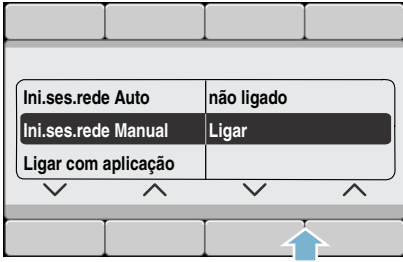 Ini.ses.rede Auto não ligado
Ini.ses.rede Manual Ligar
Ligar com aplicação